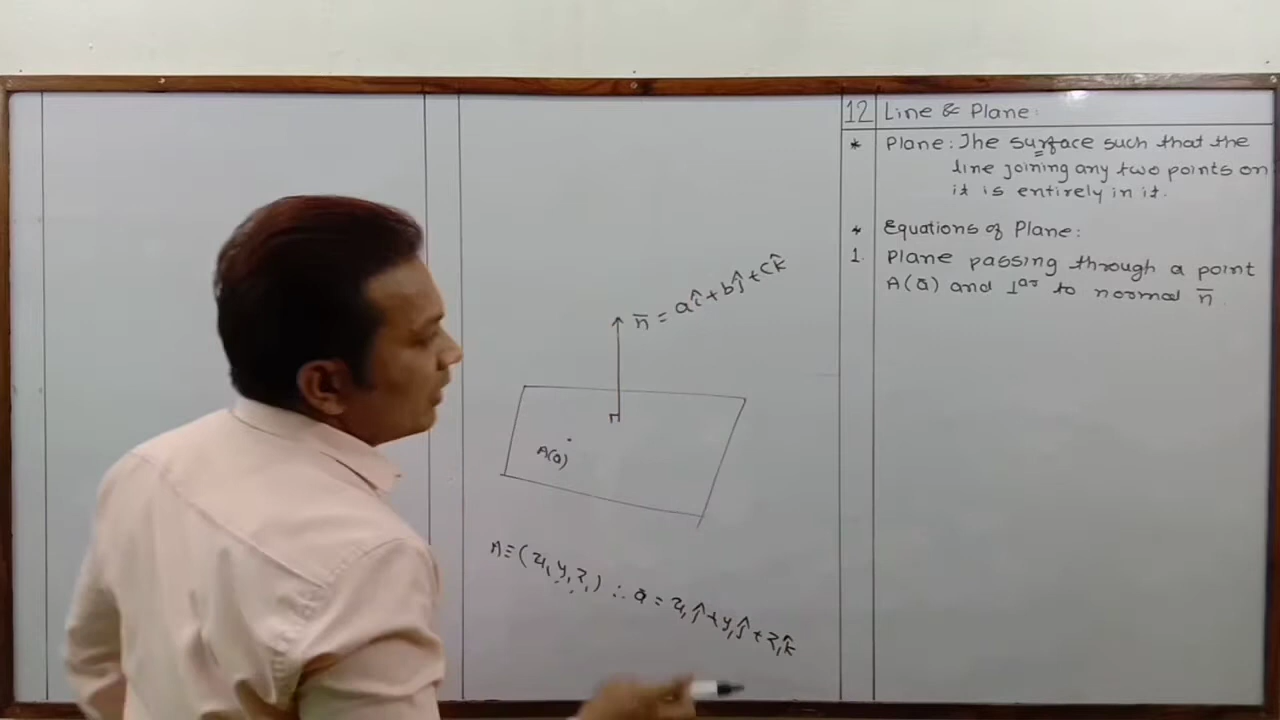 12 Line & Plane:
* Plane: The surface such that the
line joining any two points on
it is entirely in it.
* Equations of Plane:
1. Plane passing through a point
A(ā) and ⊥ar to normal n̄.
n̄ = aî + bĵ + ck̂
A(ā)
A ≡ (x₁, y₁, z₁) ∴ ā = x₁ĵ + y₁ĵ + z₁k̂